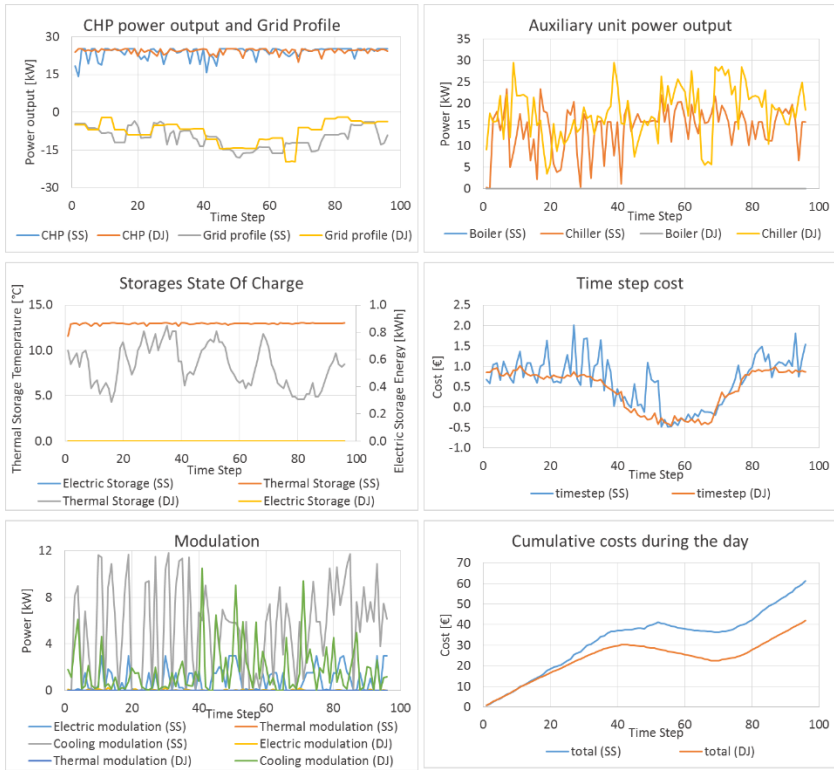 CHP power output and Grid Profile
Power output [kW]
30
15
0
-15
-30
0 20 40 60 80 100
Time Step
CHP (SS) CHP (DJ) Grid profile (SS) Grid profile (DJ)
Auxiliary unit power output
Power [kW]
35
30
25
20
15
10
5
0
0 20 40 60 80 100
Time Step
Boiler (SS) Chiller (SS) Boiler (DJ) Chiller (DJ)
Storages State Of Charge
Thermal Storage Temeprature [°C]
15.0
10.0
5.0
0.0
Electric Storage Energy [kWh]
1.0
0.8
0.6
0.4
0.2
0.0
0 20 40 60 80 100
Time Step
Electric Storage (SS) Thermal Storage (SS)
Thermal Storage (DJ) Electric Storage (DJ)
Time step cost
Cost [€]
2.5
2.0
1.5
1.0
0.5
0.0
-0.5
-1.0
0 20 40 60 80 100
Time Step
timestep (SS) timestep (DJ)
Modulation
Power [kW]
12
8
4
0
0 20 40 60 80 100
Time Step
Electric modulation (SS) Thermal modulation (SS)
Cooling modulation (SS) Electric modulation (DJ)
Thermal modulation (DJ) Cooling modulation (DJ)
Cumulative costs during the day
Cost [€]
70
60
50
40
30
20
10
0
0 20 40 60 80 100
Time Step
total (SS) total (DJ)